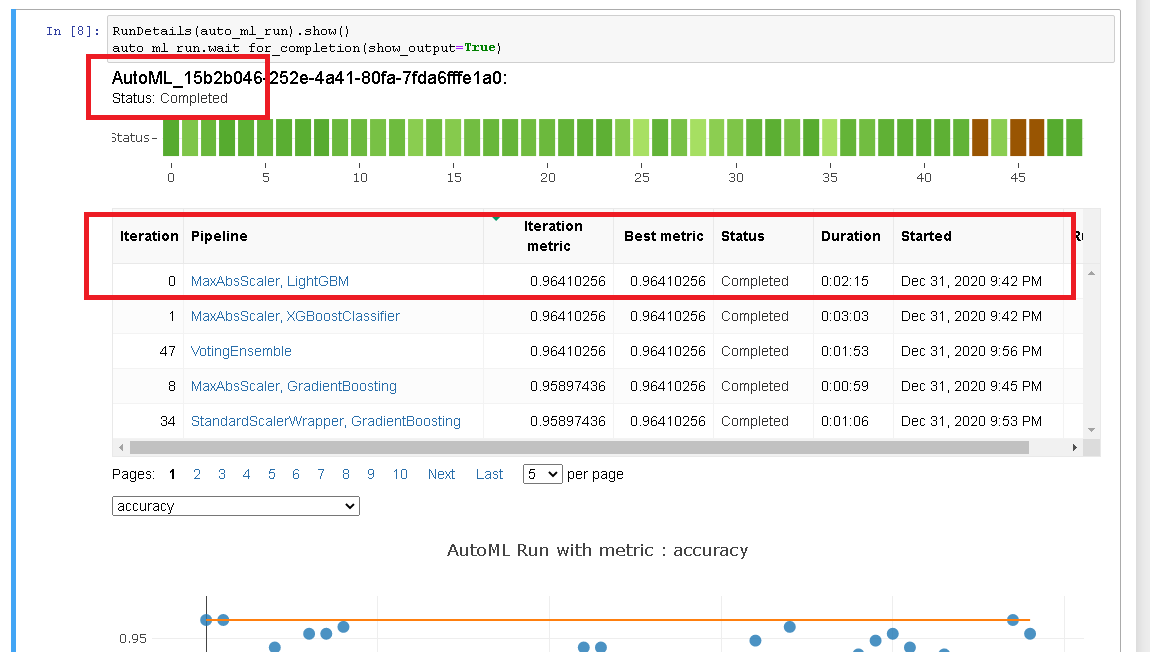 In [8]: RunDetails(auto_ml_run).show()
auto_ml_run.wait_for_completion(show_output=True)
AutoML_15b2b046-252e-4a41-80fa-7fda6fffe1a0:
Status: Completed
Status
0 5 10 15 20 25 30 35 40 45
Iteration Pipeline Iteration metric Best metric Status Duration Started
0 MaxAbsScaler, LightGBM 0.96410256 0.96410256 Completed 0:02:15 Dec 31, 2020 9:42 PM
1 MaxAbsScaler, XGBoostClassifier 0.96410256 0.96410256 Completed 0:03:03 Dec 31, 2020 9:42 PM
47 VotingEnsemble 0.96410256 0.96410256 Completed 0:01:53 Dec 31, 2020 9:56 PM
8 MaxAbsScaler, GradientBoosting 0.95897436 0.96410256 Completed 0:00:59 Dec 31, 2020 9:45 PM
34 StandardScalerWrapper, GradientBoosting 0.95897436 0.96410256 Completed 0:01:06 Dec 31, 2020 9:53 PM
Pages: 1 2 3 4 5 6 7 8 9 10 Next Last 5 per page
accuracy
AutoML Run with metric : accuracy
0.95